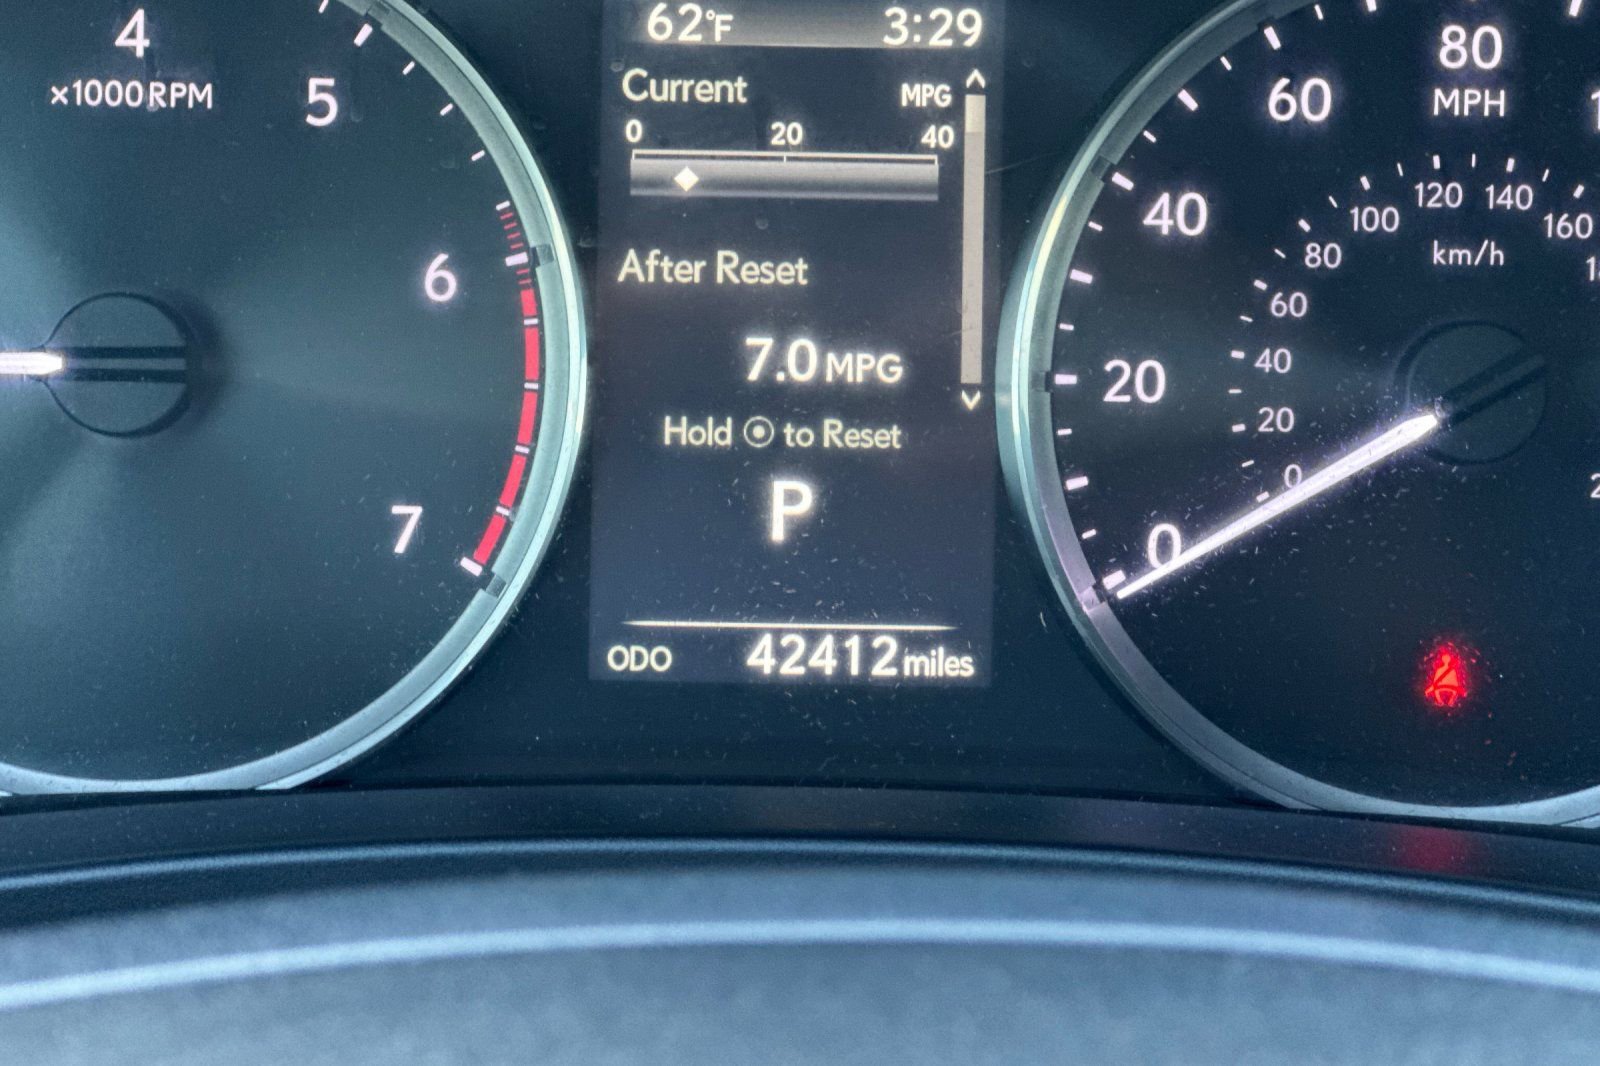 4
×1000RPM
5
6
7
62°F 3:29
Current MPG
0 20 40
After Reset
7.0 MPG
Hold ⊙ to Reset
P
ODO 42412 miles
80
MPH
60
40
20
0
120 140
100 160
km/h
80
60
40
20
0